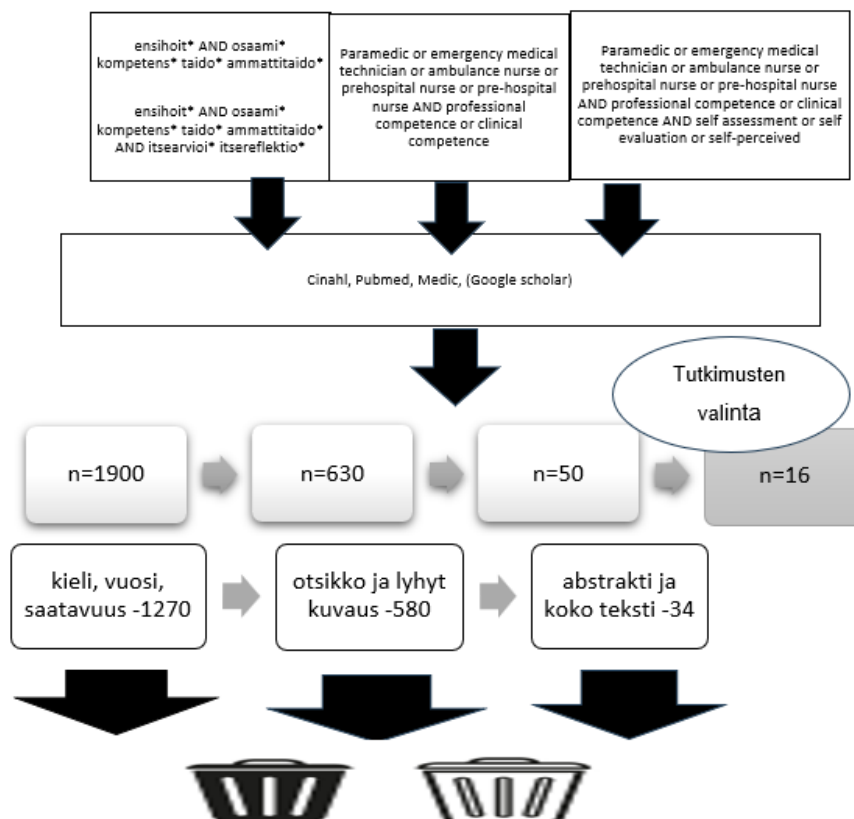 ensihoit* AND osaami*
kompetens* taido* ammattitaido*
ensihoit* AND osaami*
kompetens* taido* ammattitaido*
AND itsearvioi* itsereflektio*
Paramedic or emergency medical
technician or ambulance nurse or
prehospital nurse or pre-hospital
nurse AND professional
competence or clinical
competence
Paramedic or emergency medical
technician or ambulance nurse or
prehospital nurse or pre-hospital nurse
AND professional competence or clinical
competence AND self assessment or self
evaluation or self-perceived
Cinahl, Pubmed, Medic, (Google scholar)
Tutkimusten
valinta
n=1900
n=630
n=50
n=16
kieli, vuosi,
saatavuus -1270
otsikko ja lyhyt
kuvaus -580
abstrakti ja
koko teksti -34